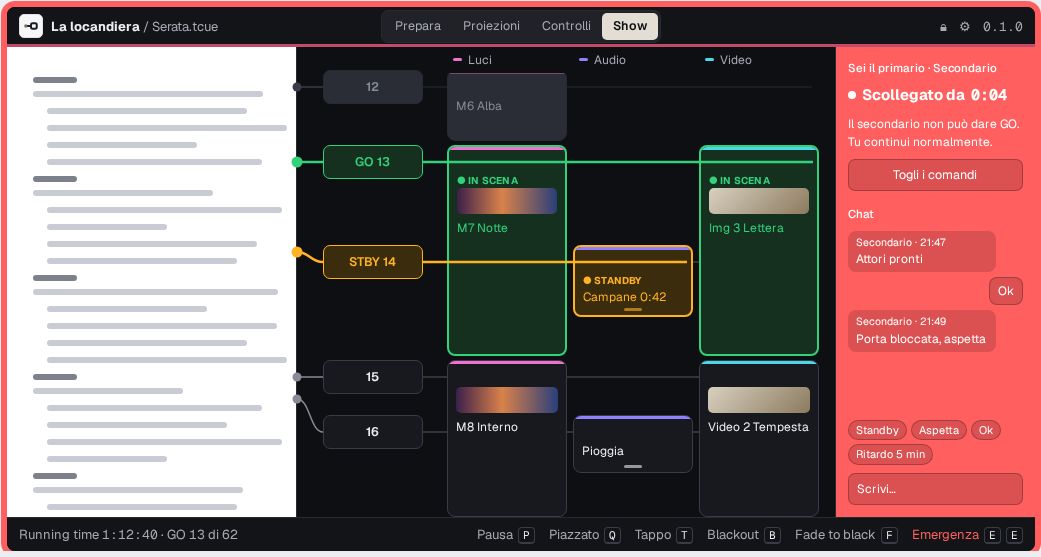 La locandiera / Serata.tcue
Prepara Proiezioni Controlli Show
0.1.0
Luci Audio Video
12
M6 Alba
GO 13
IN SCENA
M7 Notte
IN SCENA
Img 3 Lettera
STBY 14
STANDBY
Campane 0:42
15
M8 Interno
Video 2 Tempesta
16
Pioggia
Sei il primario · Secondario
Scollegato da 0:04
Il secondario non può dare GO.
Tu continui normalmente.
Togli i comandi
Chat
Secondario · 21:47
Attori pronti
Ok
Secondario · 21:49
Porta bloccata, aspetta
Standby Aspetta Ok
Ritardo 5 min
Scrivi…
Running time 1:12:40 · GO 13 di 62
Pausa P Piazzato Q Tappo T Blackout B Fade to black F Emergenza E E